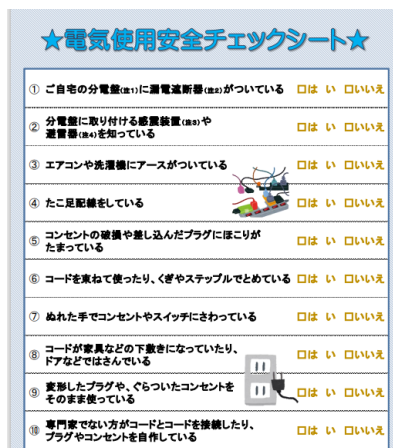 ★電気使用安全チェックシート★
① ご自宅の分電盤(注1)に漏電遮断器(注2)がついている □は い □いいえ
② 分電盤に取り付ける感震装置(注3)や
避雷器(注4)を知っている □は い □いいえ
③ エアコンや洗濯機にアースがついている □は い □いいえ
④ たこ足配線をしている □は い □いいえ
⑤ コンセントの破損や差し込んだプラグにほこりが
たまっている □は い □いいえ
⑥ コードを束ねて使ったり、くぎやステップルでとめている □は い □いいえ
⑦ ぬれた手でコンセントやスイッチにさわっている □は い □いいえ
⑧ コードが家具などの下敷きになっていたり、
ドアなどではさんでいる □は い □いいえ
⑨ 変形したプラグや、ぐらついたコンセントを
そのまま使っている □は い □いいえ
⑩ 専門家でない方がコードとコードを接続したり、
プラグやコンセントを自作している □は い □いいえ